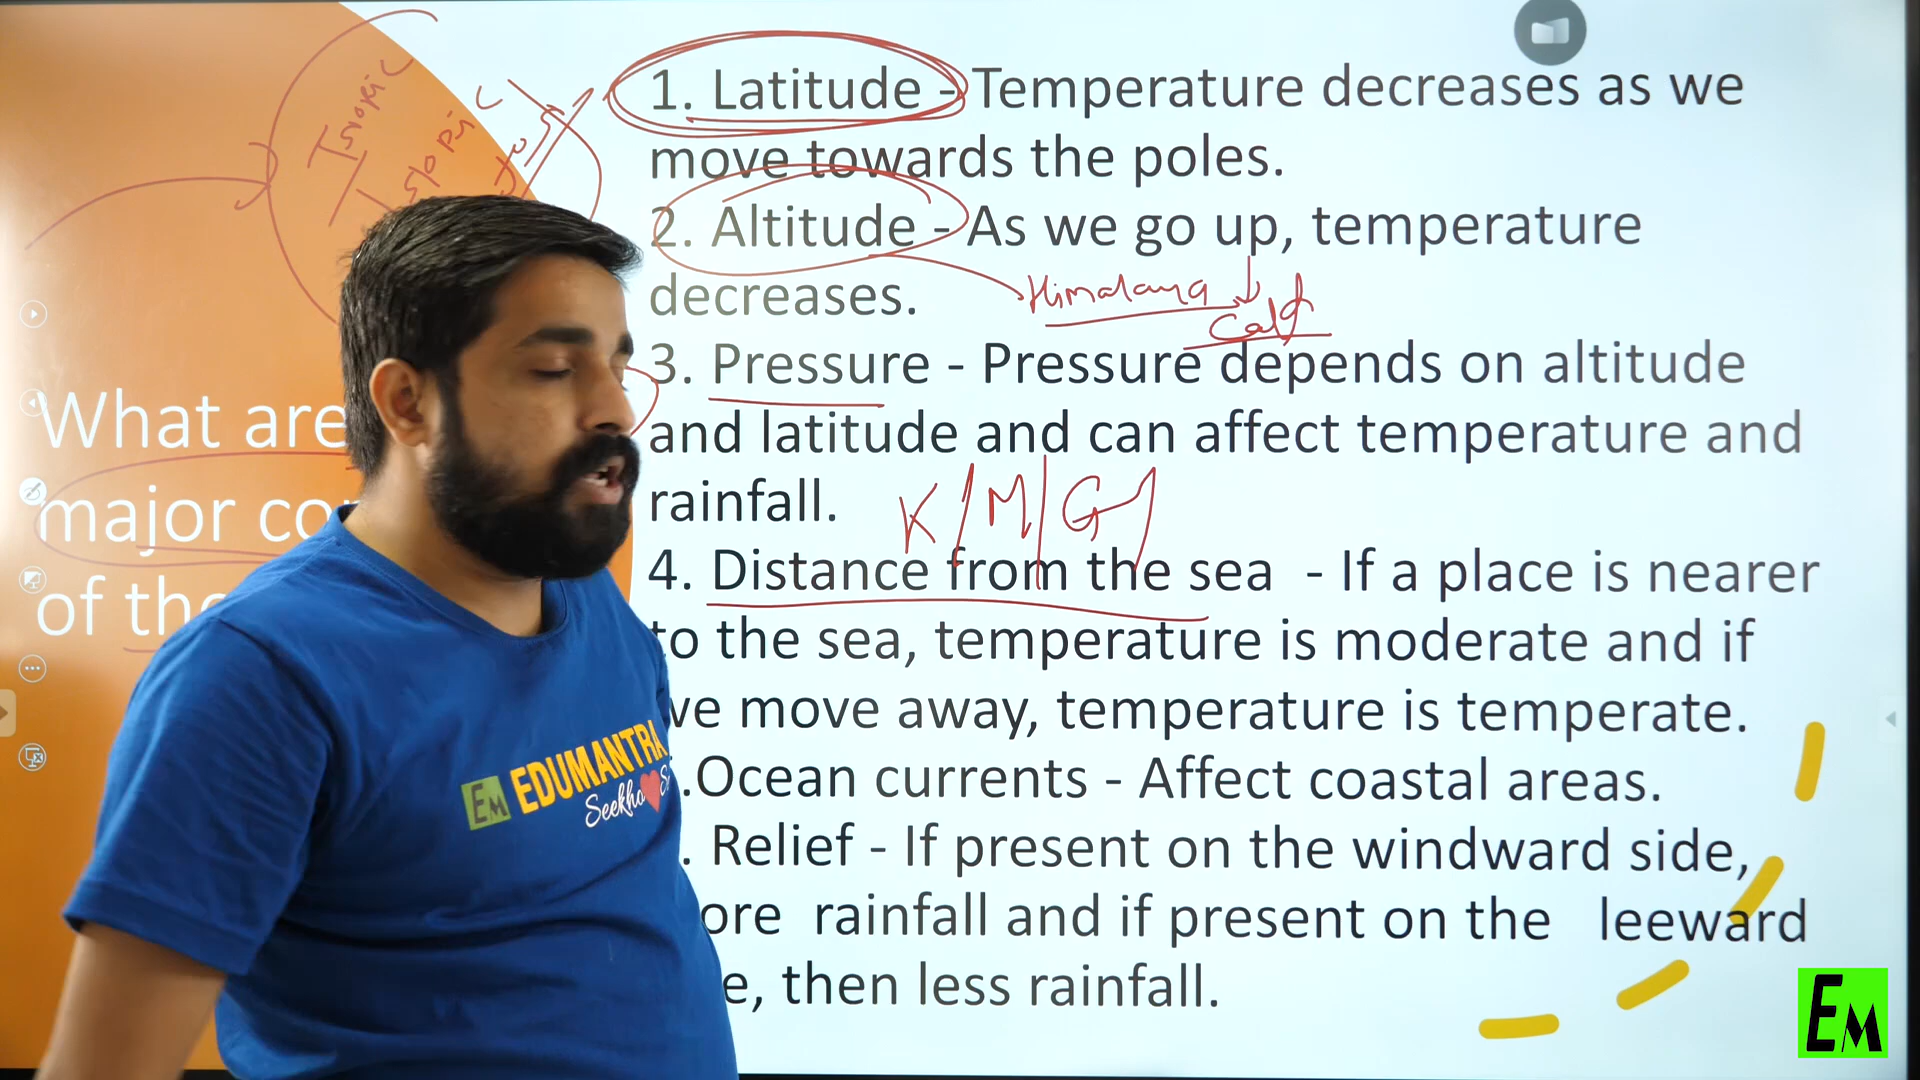 What are
major co
of the
1. Latitude - Temperature decreases as we
move towards the poles.
2. Altitude - As we go up, temperature
decreases.
Himalaya
Cold
3. Pressure - Pressure depends on altitude
and latitude and can affect temperature and
rainfall.
K/M/G/
4. Distance from the sea - If a place is nearer
to the sea, temperature is moderate and if
we move away, temperature is temperate.
.Ocean currents - Affect coastal areas.
. Relief - If present on the windward side,
ore rainfall and if present on the leeward
e, then less rainfall.
EM EDUMANTRA
Seekho
EM